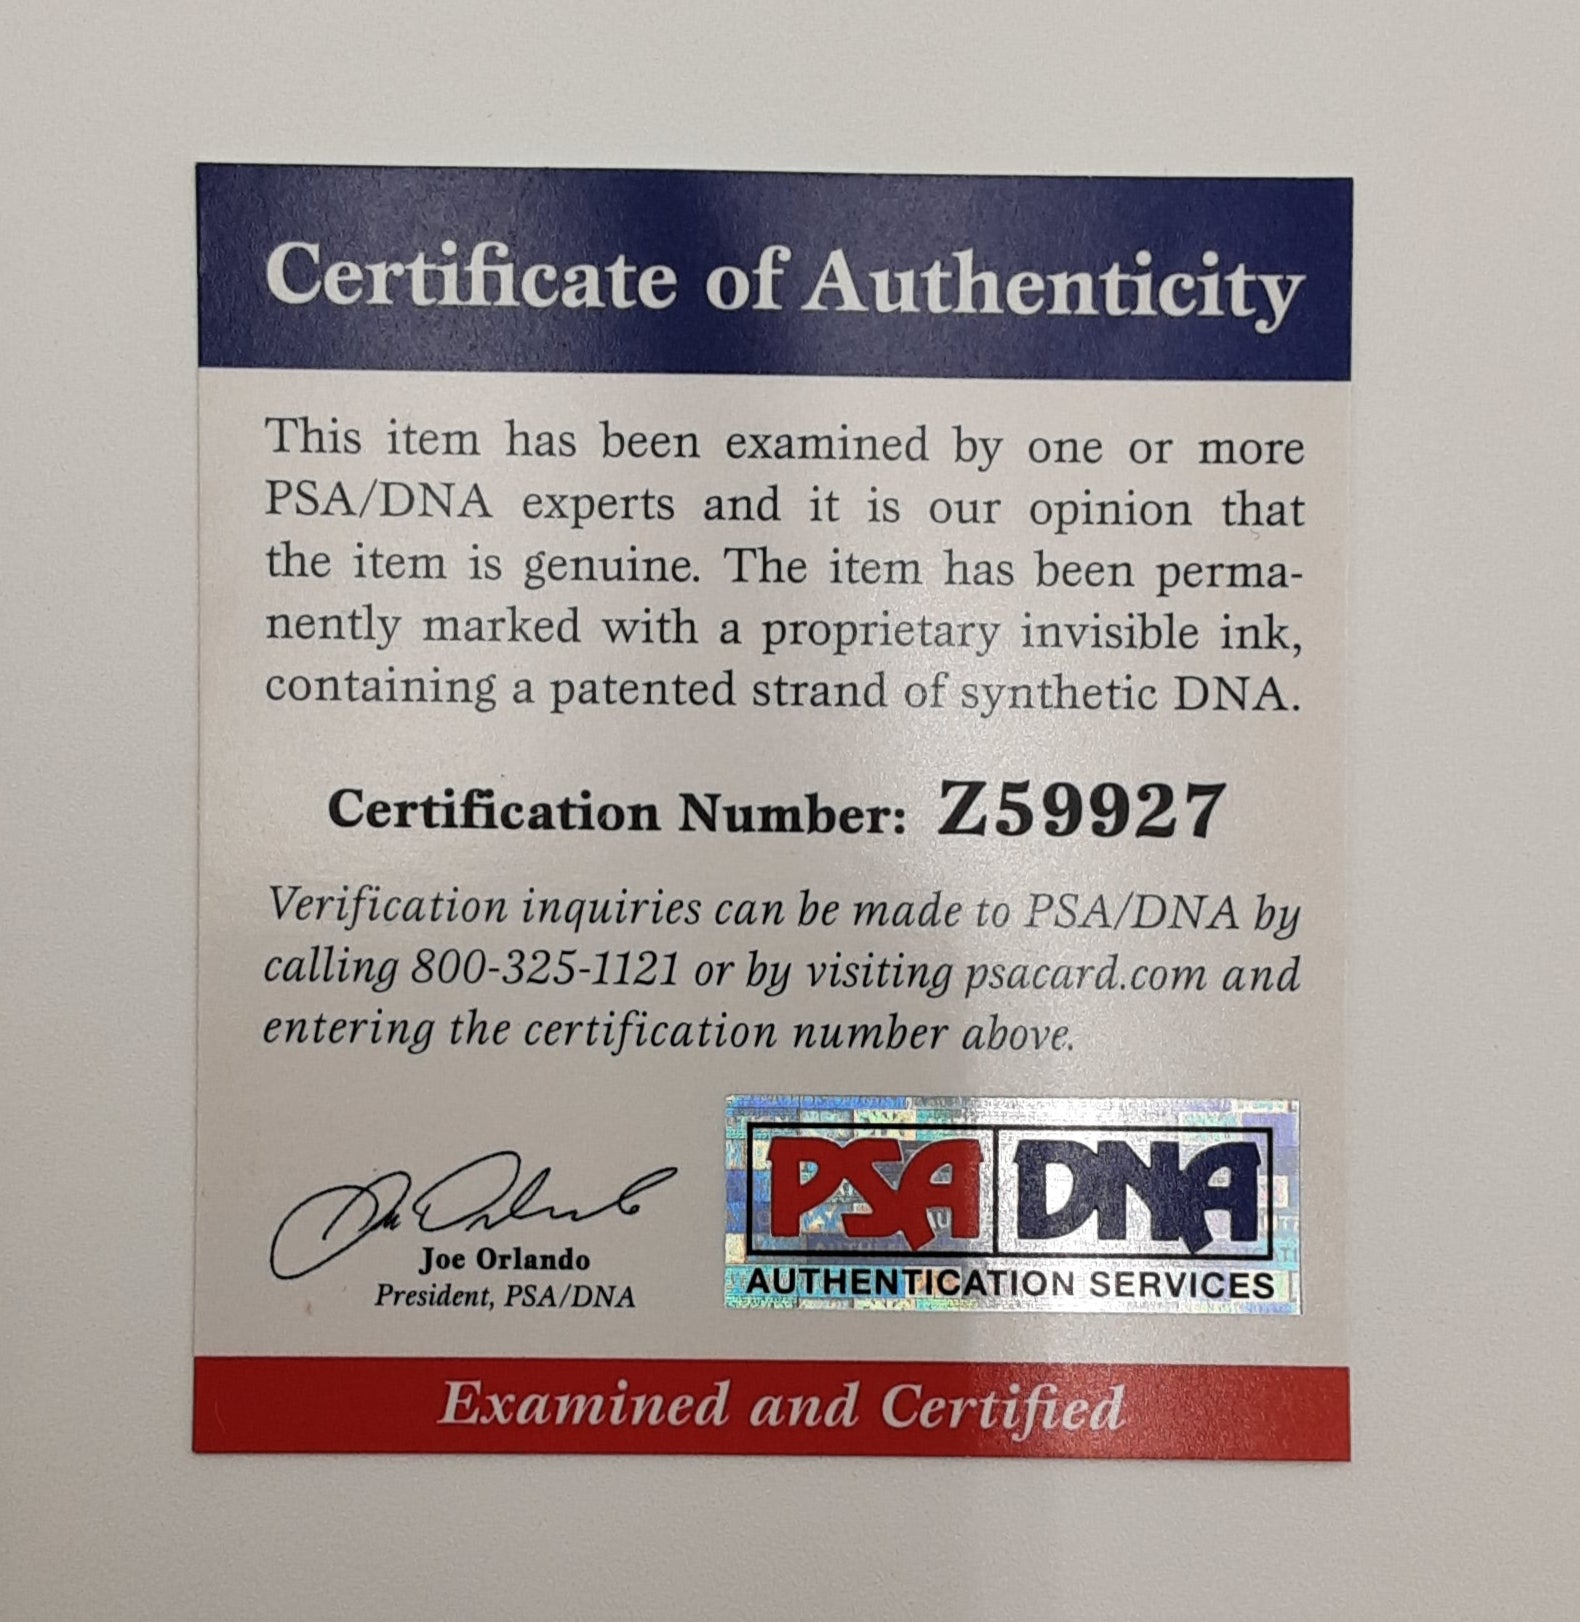 Certificate of Authenticity
This item has been examined by one or more
PSA/DNA experts and it is our opinion that
the item is genuine. The item has been perma-
nently marked with a proprietary invisible ink,
containing a patented strand of synthetic DNA.
Certification Number: Z59927
Verification inquiries can be made to PSA/DNA by
calling 800-325-1121 or by visiting psacard.com and
entering the certification number above.
Joe Orlando
President, PSA/DNA
PSA DNA
AUTHENTICATION SERVICES
Examined and Certified